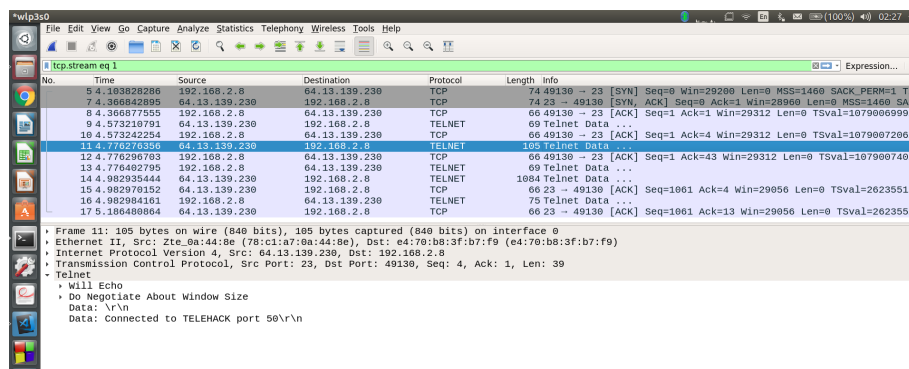 *wlp3s0
En (100%) 02:27
File Edit View Go Capture Analyze Statistics Telephony Wireless Tools Help
tcp.stream eq 1 Expression...
No. Time Source Destination Protocol Length Info
5 4.103828286 192.168.2.8 64.13.139.230 TCP 74 49130 → 23 [SYN] Seq=0 Win=29200 Len=0 MSS=1460 SACK_PERM=1 T
7 4.366842895 64.13.139.230 192.168.2.8 TCP 74 23 → 49130 [SYN, ACK] Seq=0 Ack=1 Win=28960 Len=0 MSS=1460 SA
8 4.366877555 192.168.2.8 64.13.139.230 TCP 66 49130 → 23 [ACK] Seq=1 Ack=1 Win=29312 Len=0 TSval=1079006999
9 4.573210791 64.13.139.230 192.168.2.8 TELNET 69 Telnet Data ...
10 4.573242254 192.168.2.8 64.13.139.230 TCP 66 49130 → 23 [ACK] Seq=1 Ack=4 Win=29312 Len=0 TSval=1079007206
11 4.776276356 64.13.139.230 192.168.2.8 TELNET 105 Telnet Data ...
12 4.776296703 192.168.2.8 64.13.139.230 TCP 66 49130 → 23 [ACK] Seq=1 Ack=43 Win=29312 Len=0 TSval=107900740
13 4.776402795 192.168.2.8 64.13.139.230 TELNET 69 Telnet Data ...
14 4.982935444 64.13.139.230 192.168.2.8 TELNET 1084 Telnet Data ...
15 4.982970152 64.13.139.230 192.168.2.8 TCP 66 23 → 49130 [ACK] Seq=1061 Ack=4 Win=29056 Len=0 TSval=2623551
16 4.982984161 192.168.2.8 64.13.139.230 TELNET 75 Telnet Data ...
17 5.186480864 64.13.139.230 192.168.2.8 TCP 66 23 → 49130 [ACK] Seq=1061 Ack=13 Win=29056 Len=0 TSval=262355
Frame 11: 105 bytes on wire (840 bits), 105 bytes captured (840 bits) on interface 0
Ethernet II, Src: Zte_0a:44:8e (78:c1:a7:0a:44:8e), Dst: e4:70:b8:3f:b7:f9 (e4:70:b8:3f:b7:f9)
Internet Protocol Version 4, Src: 64.13.139.230, Dst: 192.168.2.8
Transmission Control Protocol, Src Port: 23, Dst Port: 49130, Seq: 4, Ack: 1, Len: 39
Telnet
Will Echo
Do Negotiate About Window Size
Data: \r\n
Data: Connected to TELEHACK port 50\r\n